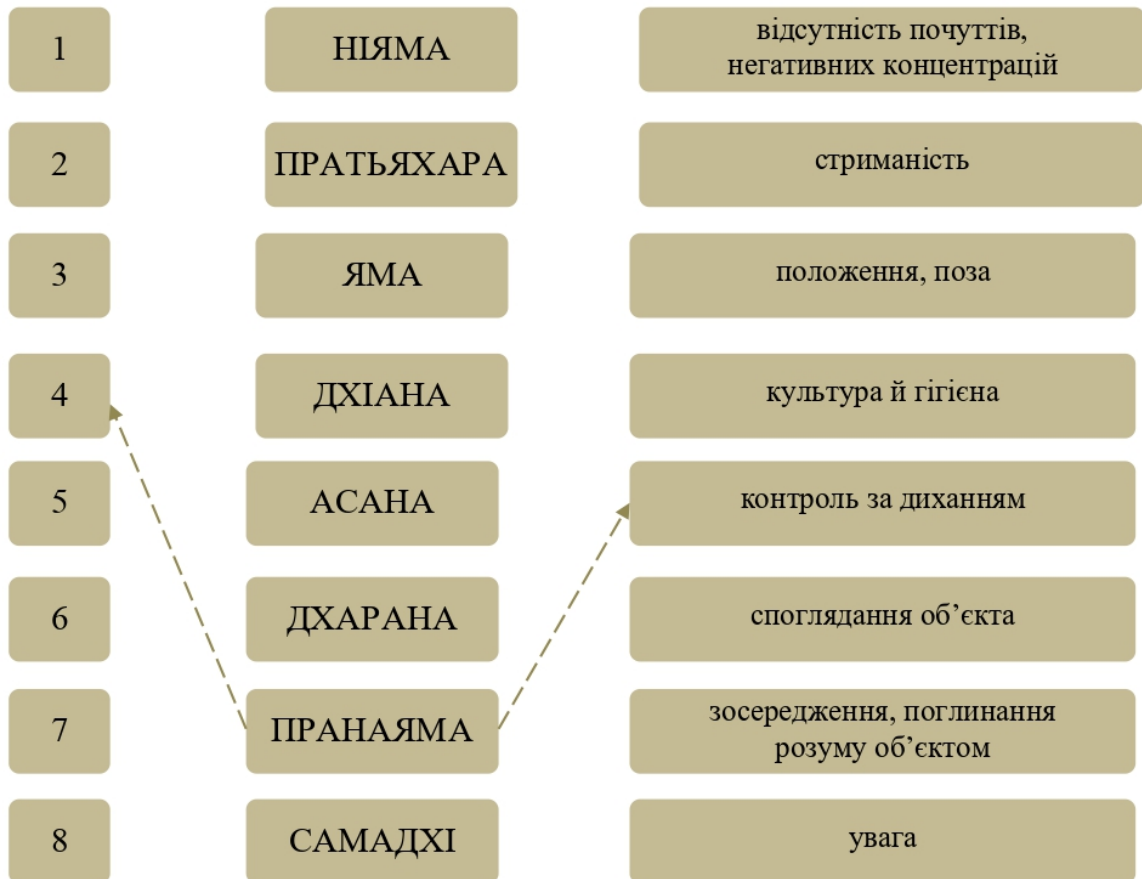 1
НІЯМА
відсутність почуттів,
негативних концентрацій
2
ПРАТЬЯХАРА
стриманість
3
ЯМА
положення, поза
4
ДХІАНА
культура й гігієна
5
АСАНА
контроль за диханням
6
ДХАРАНА
споглядання об’єкта
7
ПРАНАЯМА
зосередження, поглинання
розуму об’єктом
8
САМАДХІ
увага